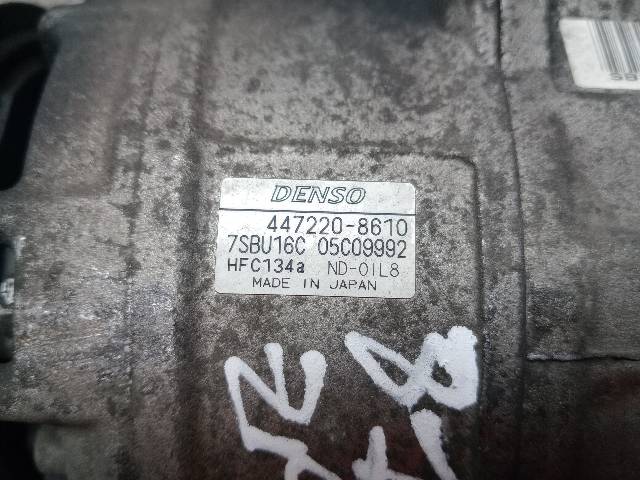 DENSO
447220-8610
7SBU16C 05C09992
HFC134a ND-OIL8
MADE IN JAPAN